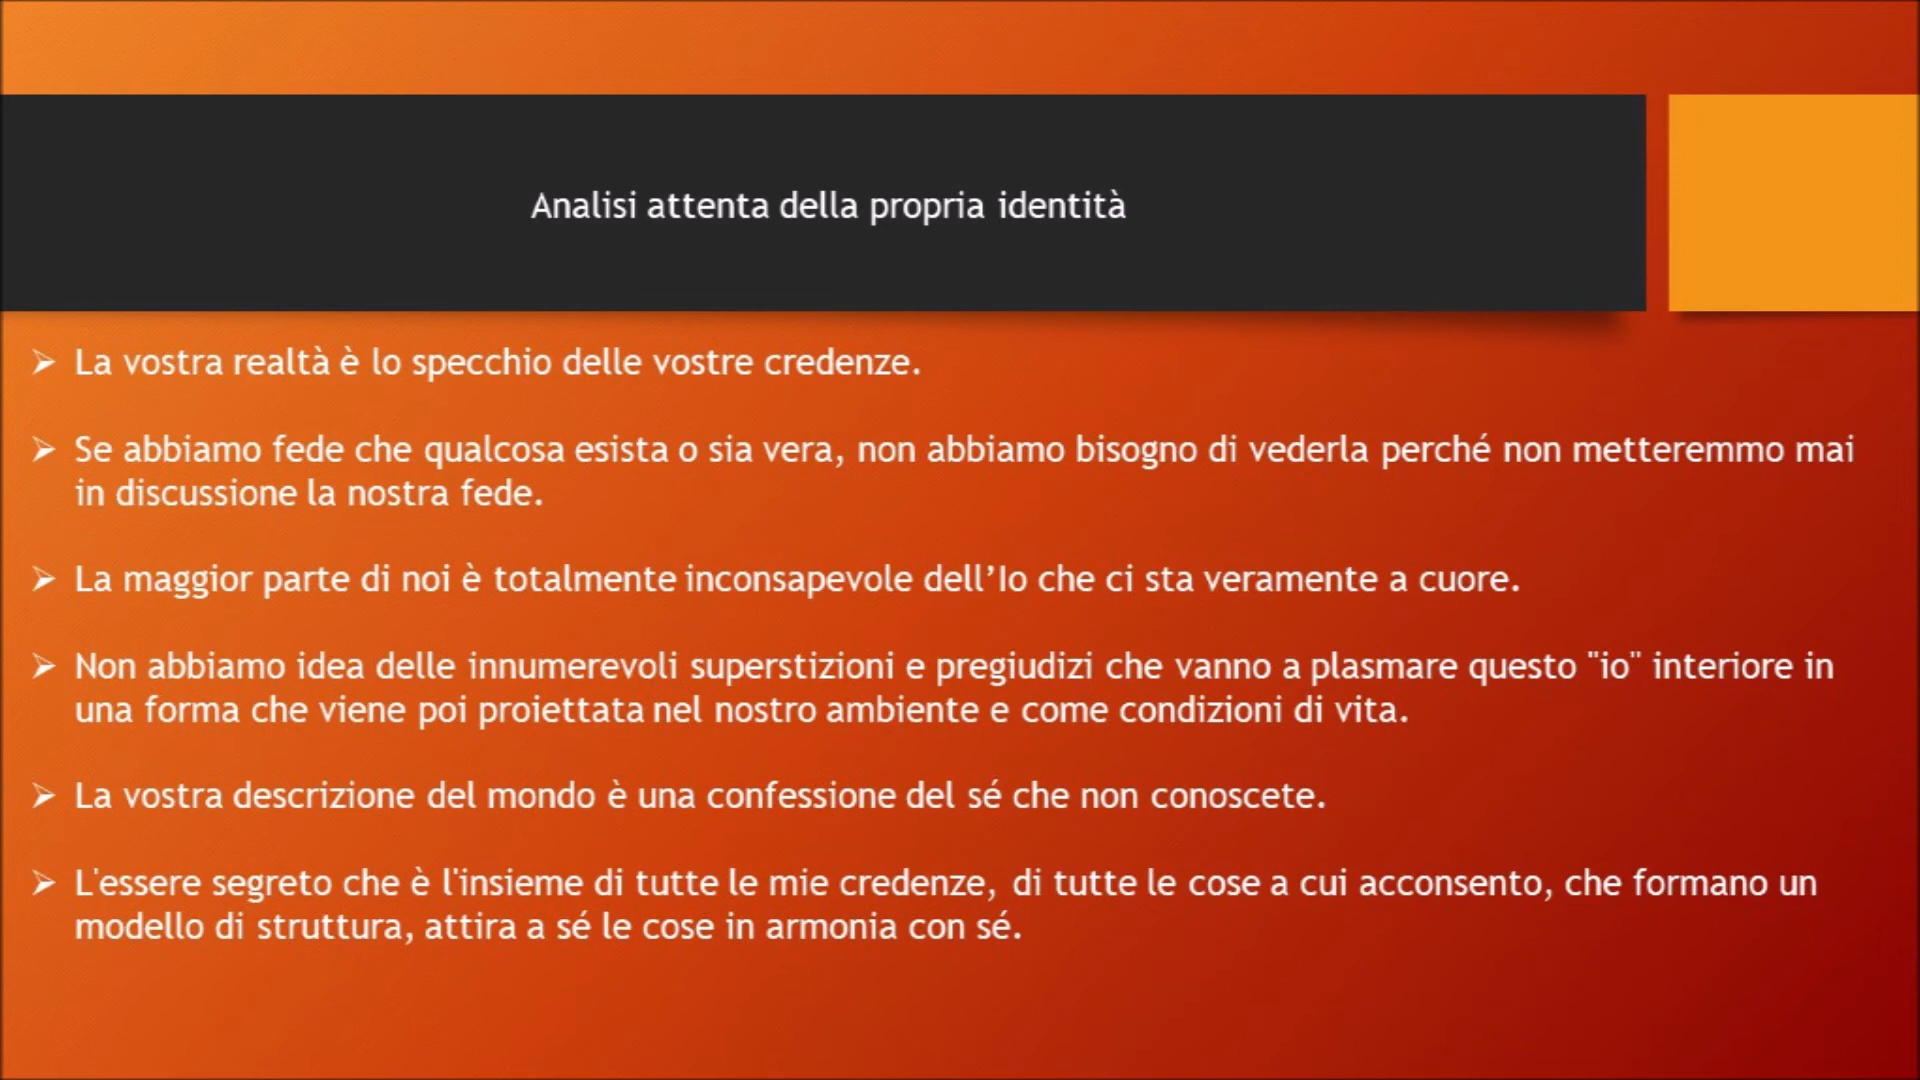 Analisi attenta della propria identità
La vostra realtà è lo specchio delle vostre credenze.
Se abbiamo fede che qualcosa esista o sia vera, non abbiamo bisogno di vederla perché non metteremmo mai
in discussione la nostra fede.
La maggior parte di noi è totalmente inconsapevole dell’Io che ci sta veramente a cuore.
Non abbiamo idea delle innumerevoli superstizioni e pregiudizi che vanno a plasmare questo "io" interiore in
una forma che viene poi proiettata nel nostro ambiente e come condizioni di vita.
La vostra descrizione del mondo è una confessione del sé che non conoscete.
L'essere segreto che è l'insieme di tutte le mie credenze, di tutte le cose a cui acconsento, che formano un
modello di struttura, attira a sé le cose in armonia con sé.